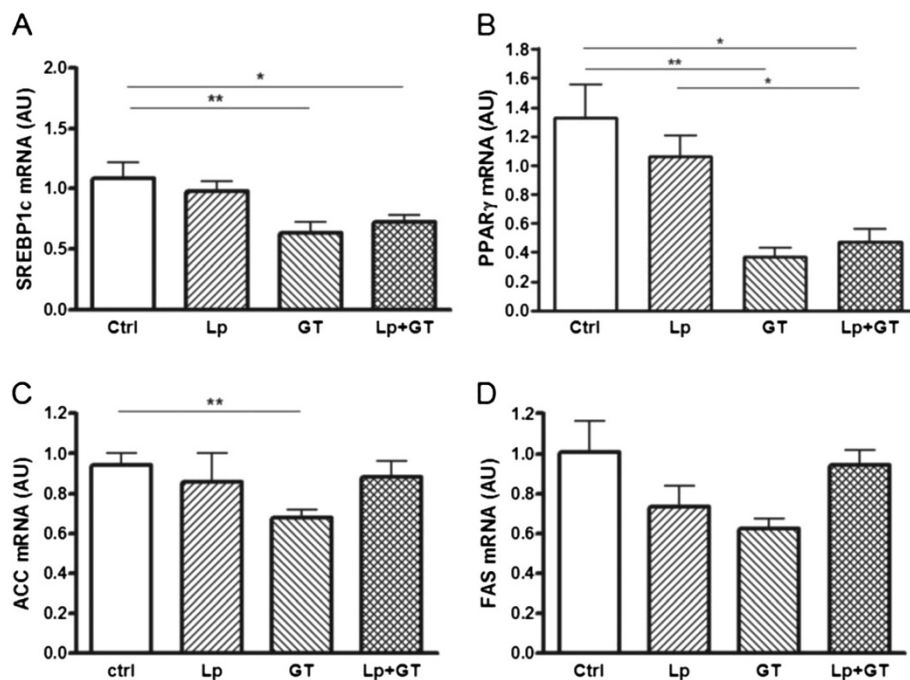 A
SREBP1c mRNA (AU)
2.0
1.5
1.0
0.5
0.0
*
**
Ctrl Lp GT Lp+GT
B
PPARγ mRNA (AU)
1.8
1.6
1.4
1.2
1.0
0.8
0.6
0.4
0.2
0.0
*
**
*
Ctrl Lp GT Lp+GT
C
ACC mRNA (AU)
1.2
1.0
0.8
0.6
0.4
0.2
0.0
**
ctrl Lp GT Lp+GT
D
FAS mRNA (AU)
1.2
1.0
0.8
0.6
0.4
0.2
0.0
Ctrl Lp GT Lp+GT